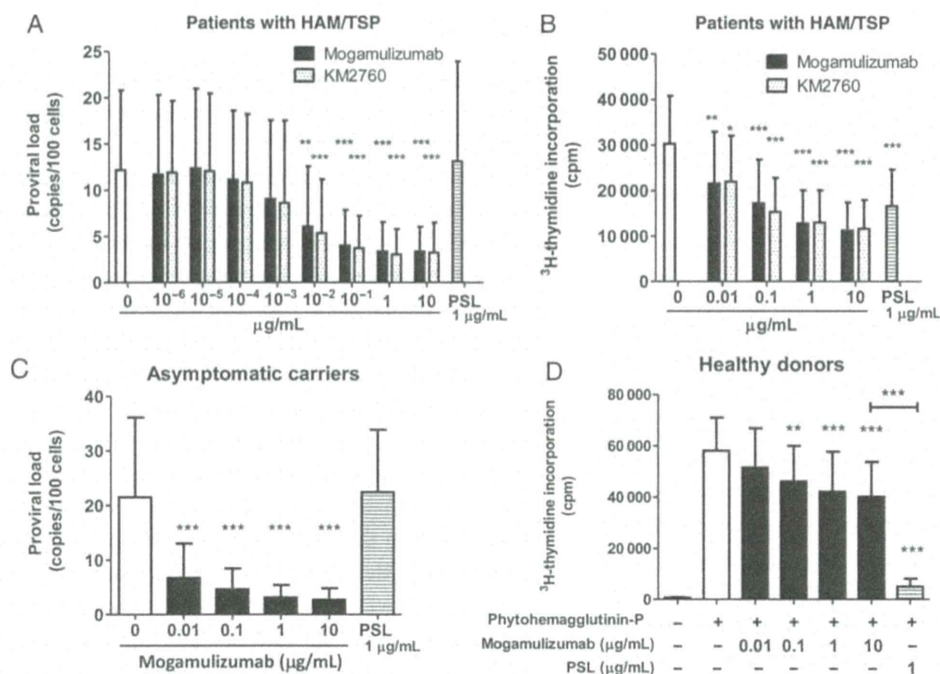 A
Patients with HAM/TSP
Mogamulizumab
KM2760
Proviral load
(copies/100 cells)
25
20
15
10
5
0
** *** *** ***
*** *** *** ***
0 10⁻⁶ 10⁻⁵ 10⁻⁴ 10⁻³ 10⁻² 10⁻¹ 1 10 PSL
1 µg/mL
µg/mL
B
Patients with HAM/TSP
Mogamulizumab
KM2760
³H-thymidine incorporation
(cpm)
50 000
40 000
30 000
20 000
10 000
0
** * *** *** *** *** *** *** ***
0 0.01 0.1 1 10 PSL
1 µg/mL
µg/mL
C
Asymptomatic carriers
Proviral load
(copies/100 cells)
40
30
20
10
0
*** *** *** ***
0 0.01 0.1 1 10 PSL
1 µg/mL
Mogamulizumab (µg/mL)
D
Healthy donors
³H-thymidine incorporation
(cpm)
80 000
60 000
40 000
20 000
0
***
** *** ***
***
Phytohemagglutinin-P – + + + + + +
Mogamulizumab (µg/mL) – – 0.01 0.1 1 10 –
PSL (µg/mL) – – – – – – 1